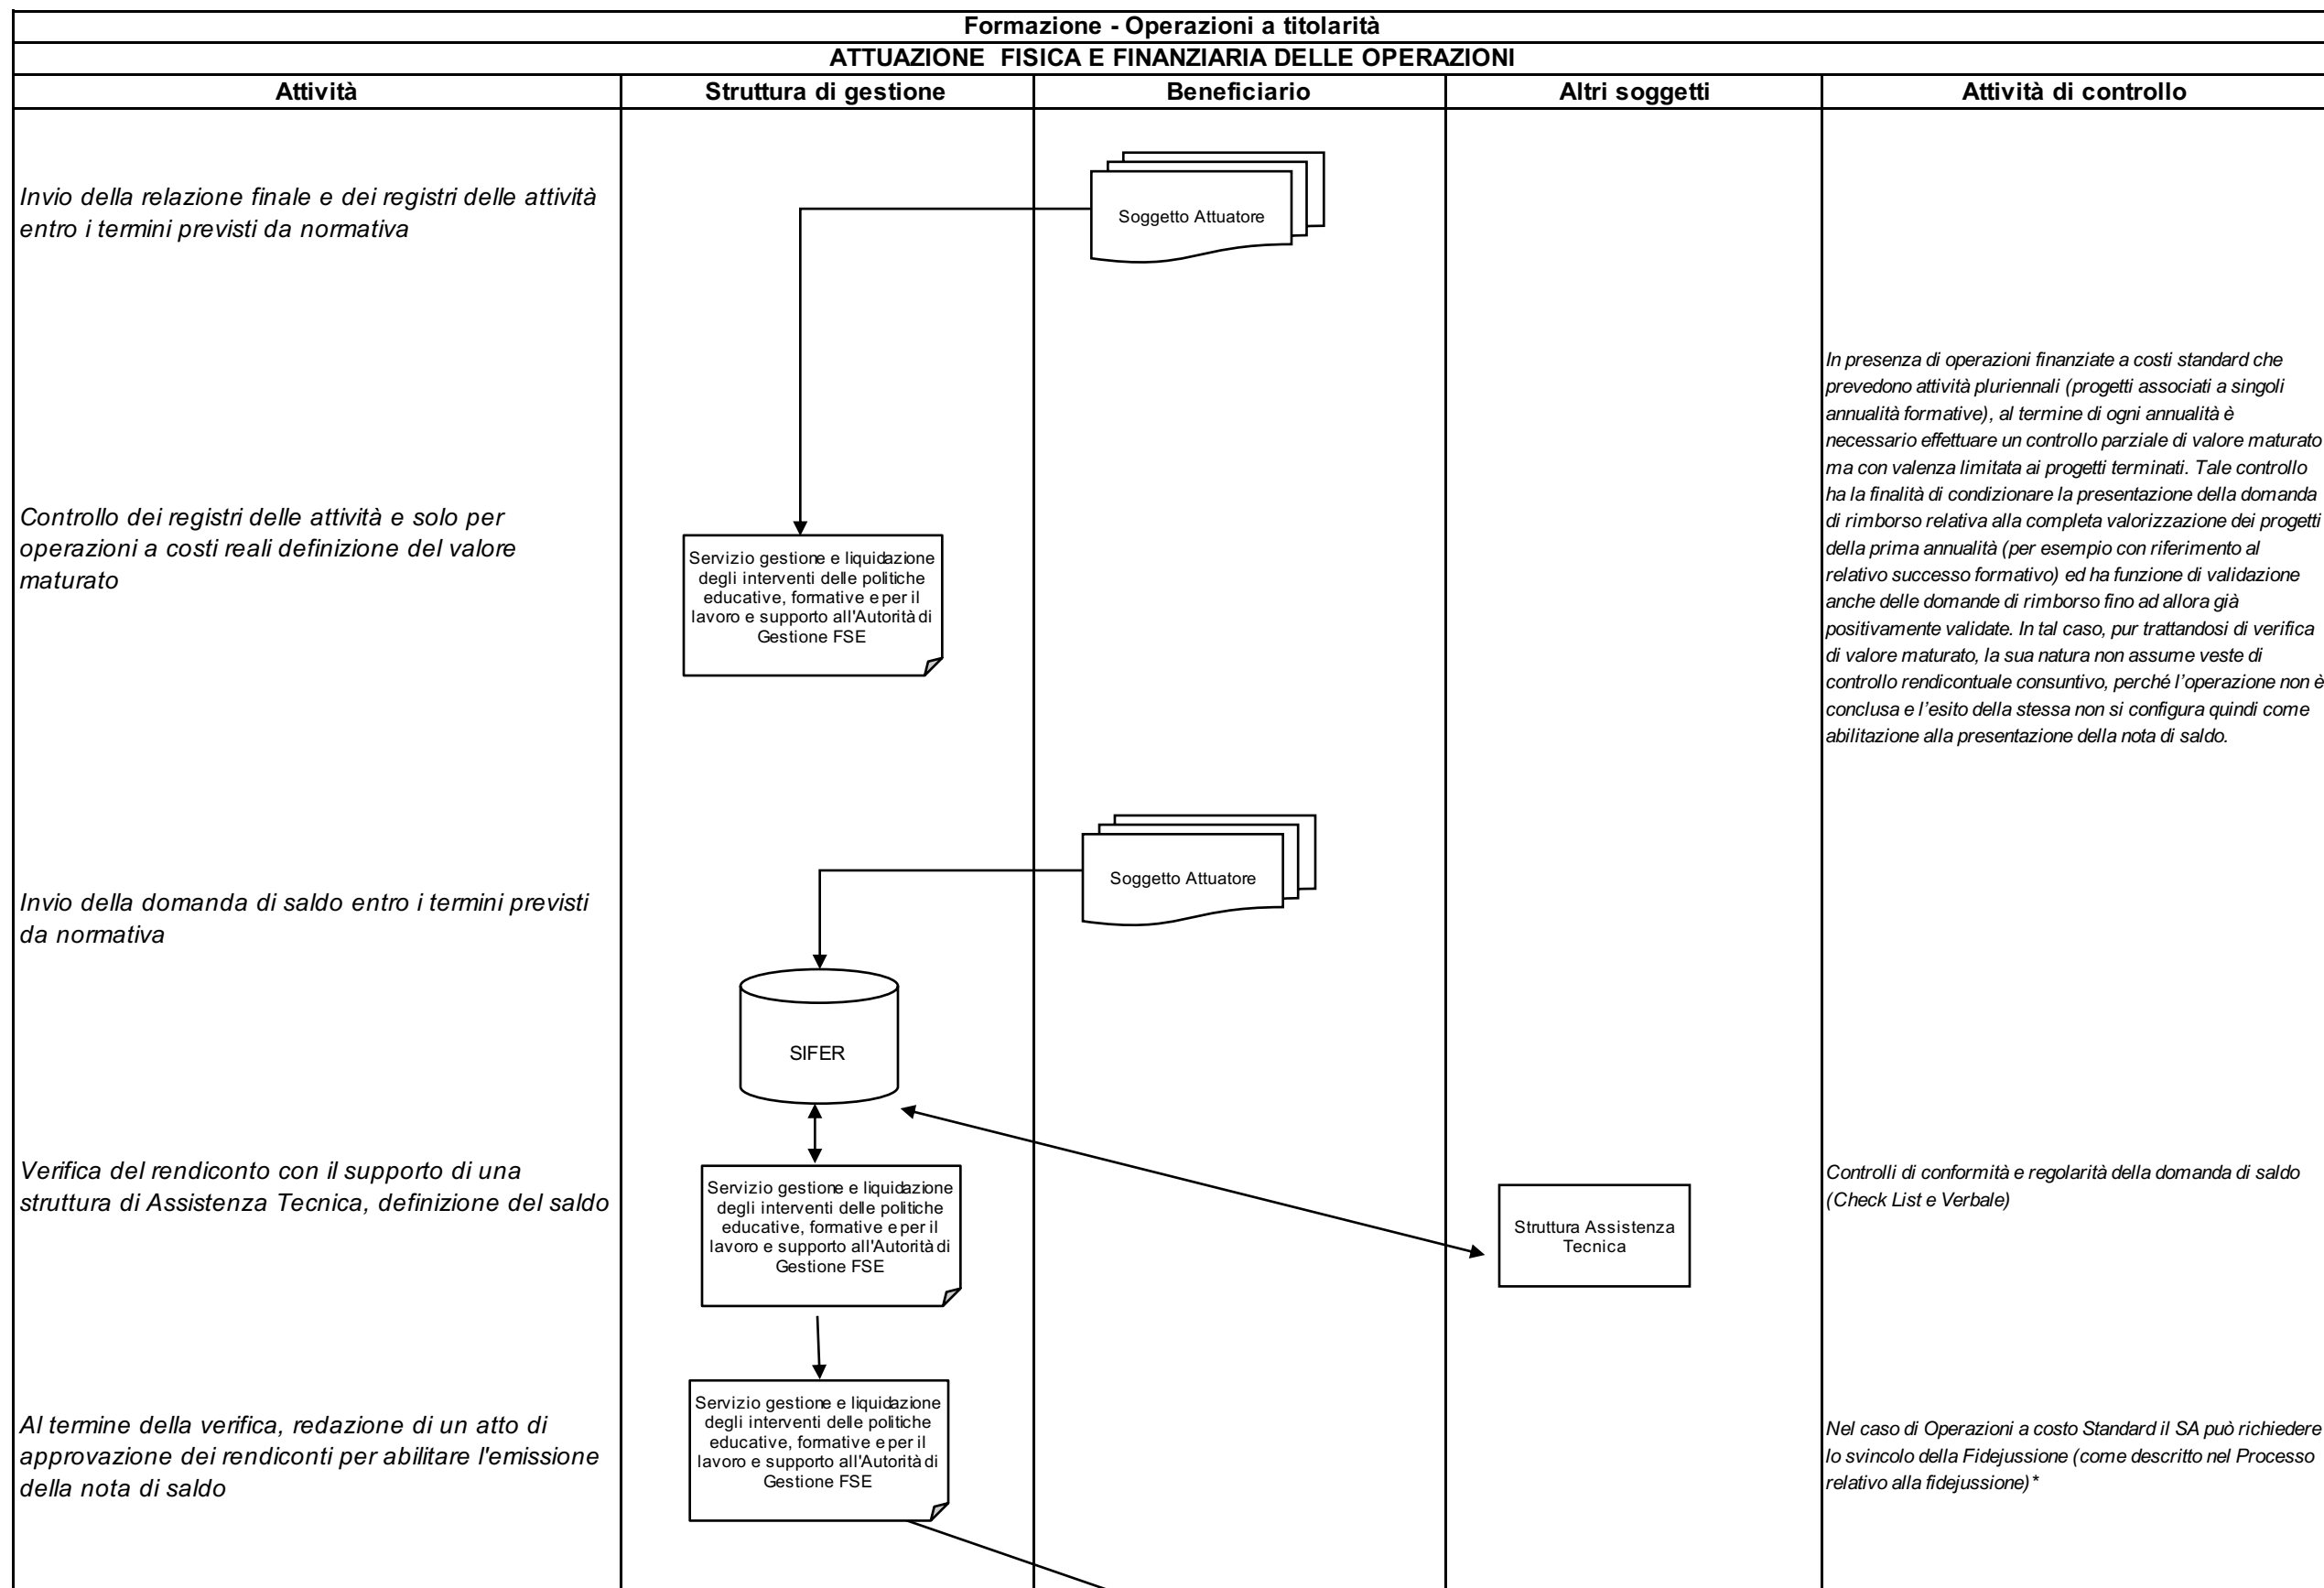 Formazione - Operazioni a titolarità
ATTUAZIONE FISICA E FINANZIARIA DELLE OPERAZIONI
Attività
Struttura di gestione
Beneficiario
Altri soggetti
Attività di controllo
Invio della relazione finale e dei registri delle attività
entro i termini previsti da normativa
Soggetto Attuatore
Controllo dei registri delle attività e solo per
operazioni a costi reali definizione del valore
maturato
Servizio gestione e liquidazione
degli interventi delle politiche
educative, formative e per il
lavoro e supporto all'Autorità di
Gestione FSE
In presenza di operazioni finanziate a costi standard che
prevedono attività pluriennali (progetti associati a singoli
annualità formative), al termine di ogni annualità è
necessario effettuare un controllo parziale di valore maturato
ma con valenza limitata ai progetti terminati. Tale controllo
ha la finalità di condizionare la presentazione della domanda
di rimborso relativa alla completa valorizzazione dei progetti
della prima annualità (per esempio con riferimento al
relativo successo formativo) ed ha funzione di validazione
anche delle domande di rimborso fino ad allora già
positivamente validate. In tal caso, pur trattandosi di verifica
di valore maturato, la sua natura non assume veste di
controllo rendicontuale consuntivo, perché l'operazione non è
conclusa e l'esito della stessa non si configura quindi come
abilitazione alla presentazione della nota di saldo.
Invio della domanda di saldo entro i termini previsti
da normativa
Soggetto Attuatore
SIFER
Verifica del rendiconto con il supporto di una
struttura di Assistenza Tecnica, definizione del saldo
Servizio gestione e liquidazione
degli interventi delle politiche
educative, formative e per il
lavoro e supporto all'Autorità di
Gestione FSE
Struttura Assistenza
Tecnica
Controlli di conformità e regolarità della domanda di saldo
(Check List e Verbale)
Al termine della verifica, redazione di un atto di
approvazione dei rendiconti per abilitare l'emissione
della nota di saldo
Servizio gestione e liquidazione
degli interventi delle politiche
educative, formative e per il
lavoro e supporto all'Autorità di
Gestione FSE
Nel caso di Operazioni a costo Standard il SA può richiedere
lo svincolo della Fidejussione (come descritto nel Processo
relativo alla fidejussione)*